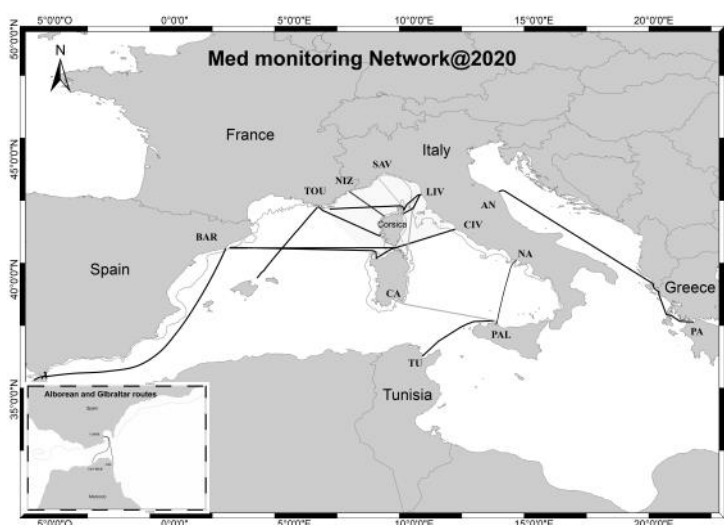 5°0'0"O 0°0'0" 5°0'0"E 10°0'0"E 15°0'0"E 20°0'0"E
50°0'0"N
N
Med monitoring Network@2020
France
45°0'0"N
Italy
SAV
NIZ
LIV
TOU
AN
Corsica
CIV
BAR
NA
Spain
40°0'0"N
Greece
CA
PAL
PA
TU
Tunisia
35°0'0"N
Alborean and Gibraltar routes
Spain
Morocco
5°0'0"O 0°0'0" 5°0'0"E 10°0'0"E 15°0'0"E 20°0'0"E